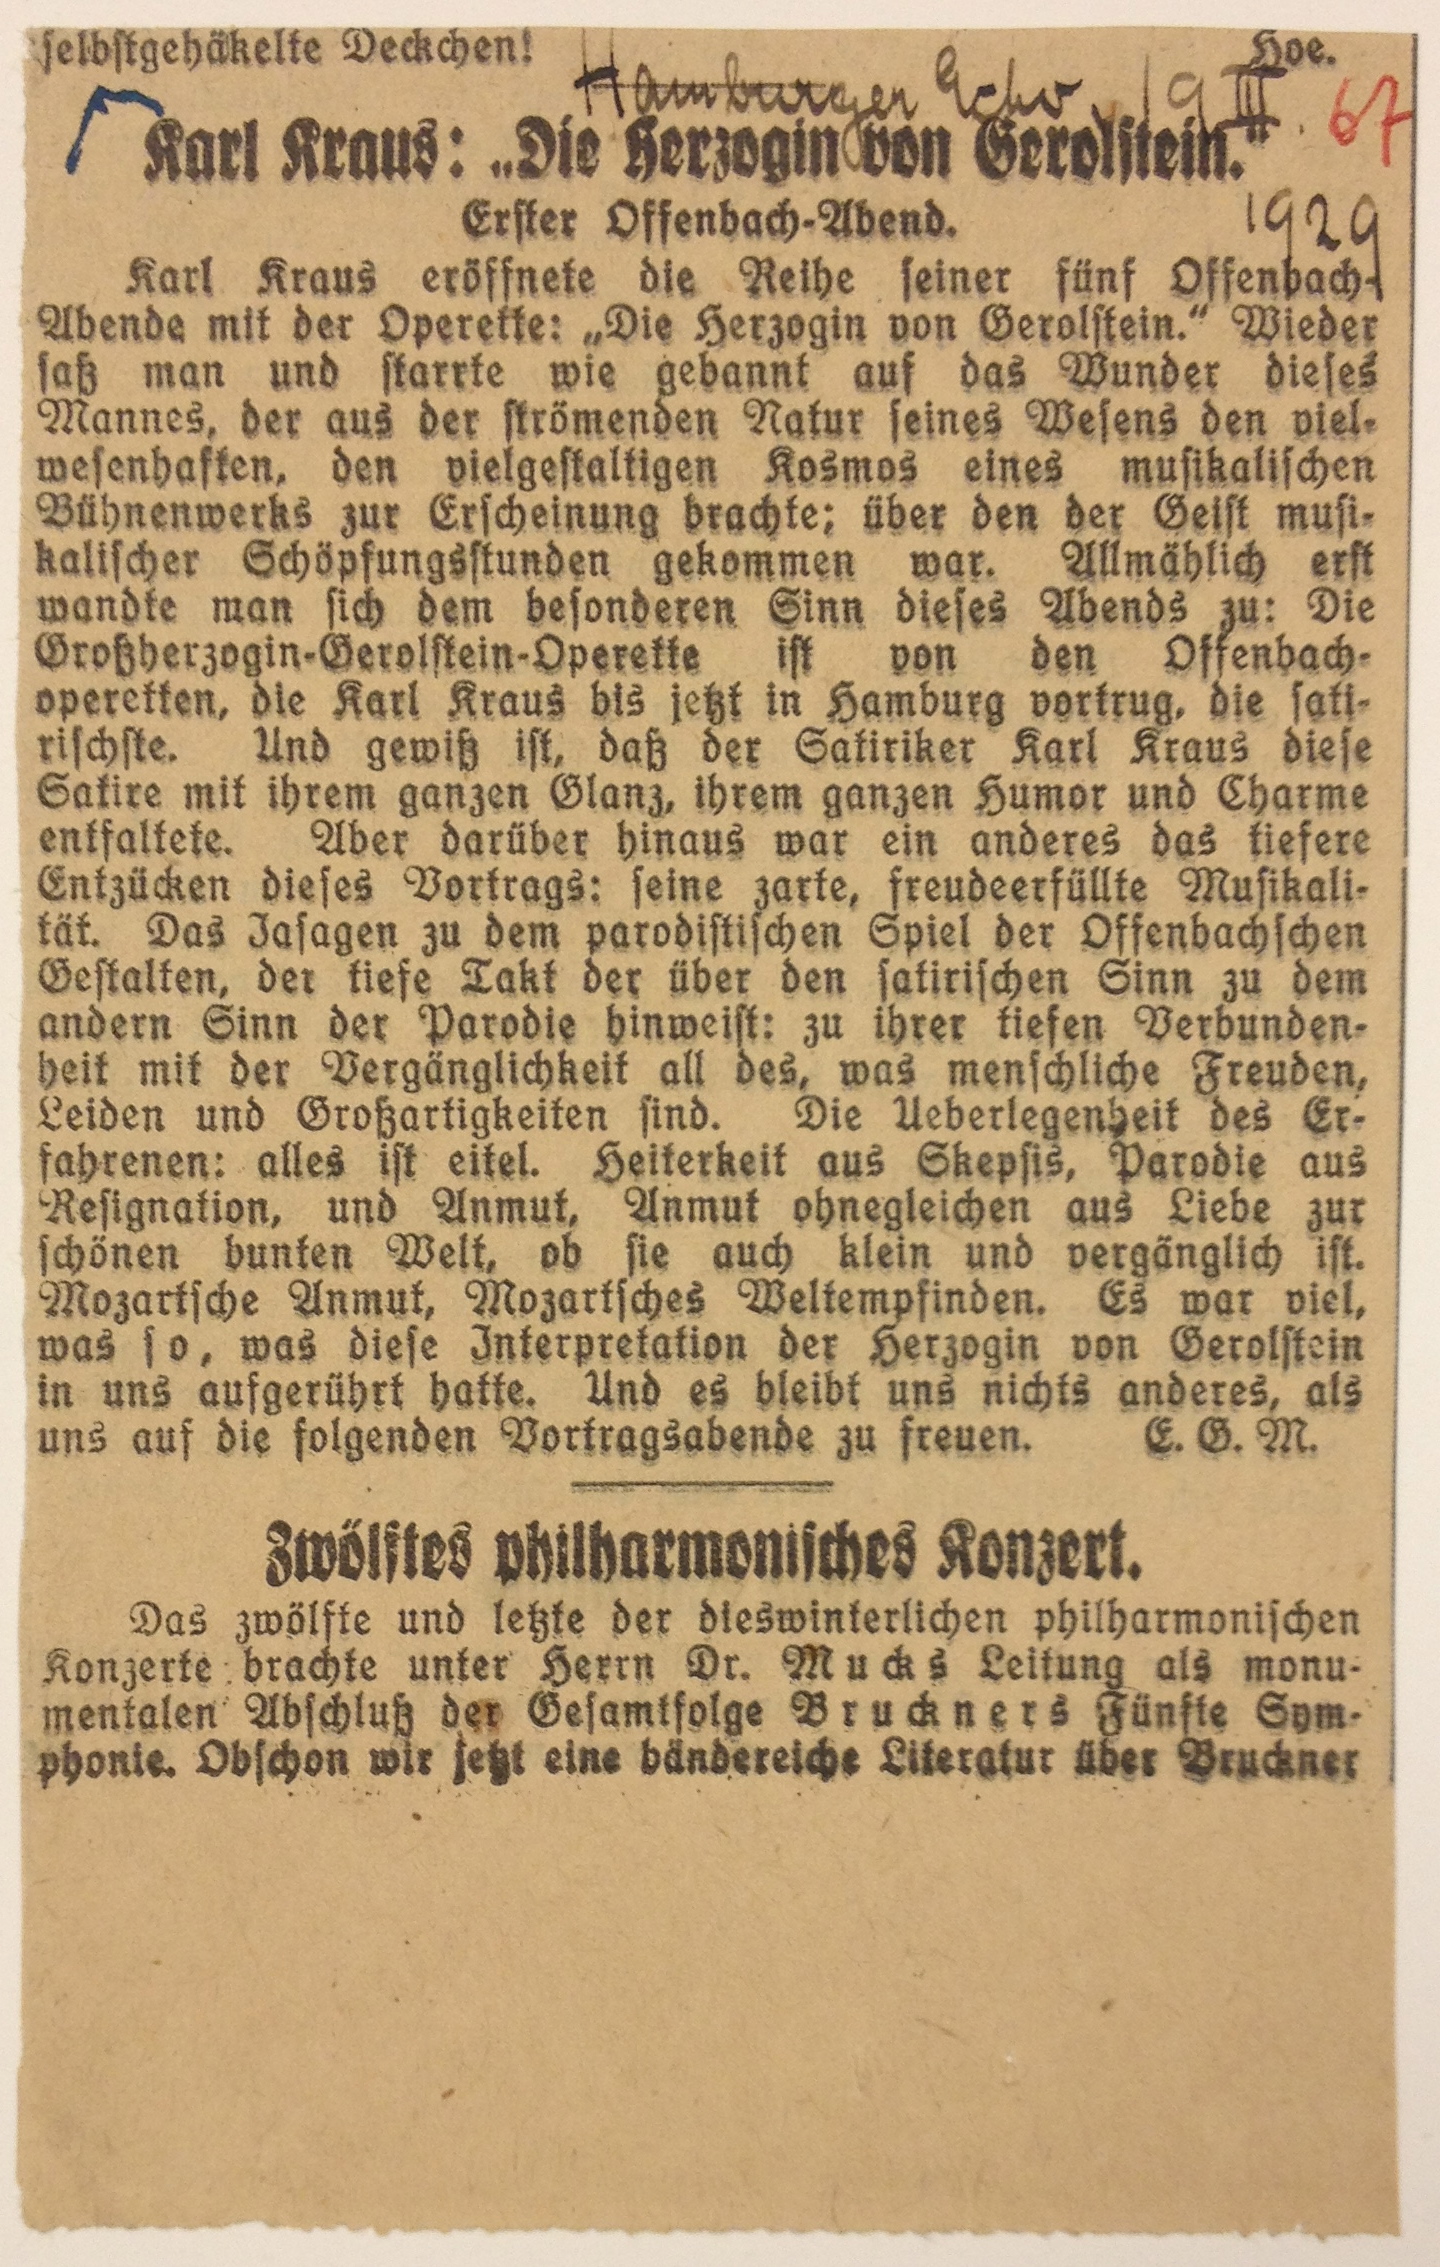 selbstgehäkelte Deckchen! Hoe.
Hamburger Echo, 19 III. 67
Karl Kraus: „Die Herzogin von Gerolstein.“
1929
Erster Offenbach-Abend.
Karl Kraus eröffnete die Reihe seiner fünf Offenbach-
Abende mit der Operette: „Die Herzogin von Gerolstein.“ Wieder
saß man und starrte wie gebannt auf das Wunder dieses
Mannes, der aus der strömenden Natur seines Wesens den viel-
wesenhaften, den vielgestaltigen Kosmos eines musikalischen
Bühnenwerks zur Erscheinung brachte; über den der Geist musi-
kalischer Schöpfungsstunden gekommen war. Allmählich erst
wandte man sich dem besonderen Sinn dieses Abends zu: Die
Großherzogin-Gerolstein-Operette ist von den Offenbach-
operetten, die Karl Kraus bis jetzt in Hamburg vortrug, die sati-
rischste. Und gewiß ist, daß der Satiriker Karl Kraus diese
Satire mit ihrem ganzen Glanz, ihrem ganzen Humor und Charme
entfaltete. Aber darüber hinaus war ein anderes das tiefere
Entzücken dieses Vortrags: seine zarte, freudeerfüllte Musikali-
tät. Das Jasagen zu dem parodistischen Spiel der Offenbachschen
Gestalten, der tiefe Takt der über den satirischen Sinn zu dem
andern Sinn der Parodie hinweist: zu ihrer tiefen Verbunden-
heit mit der Vergänglichkeit all des, was menschliche Freuden,
Leiden und Großartigkeiten sind. Die Ueberlegenheit des Er-
fahrenen: alles ist eitel. Heiterkeit aus Skepsis, Parodie aus
Resignation, und Anmut, Anmut ohnegleichen aus Liebe zur
schönen bunten Welt, ob sie auch klein und vergänglich ist.
Mozartsche Anmut, Mozartsches Weltempfinden. Es war viel,
was so, was diese Interpretation der Herzogin von Gerolstein
in uns aufgerührt hatte. Und es bleibt uns nichts anderes, als
uns auf die folgenden Vortragsabende zu freuen. E. G. M.
Zwölftes philharmonisches Konzert.
Das zwölfte und letzte der dieswinterlichen philharmonischen
Konzerte brachte unter Herrn Dr. Mucks Leitung als monu-
mentalen Abschluß der Gesamtfolge Bruckners Fünfte Sym-
phonie. Obschon wir jetzt eine bändereiche Literatur über Bruckner